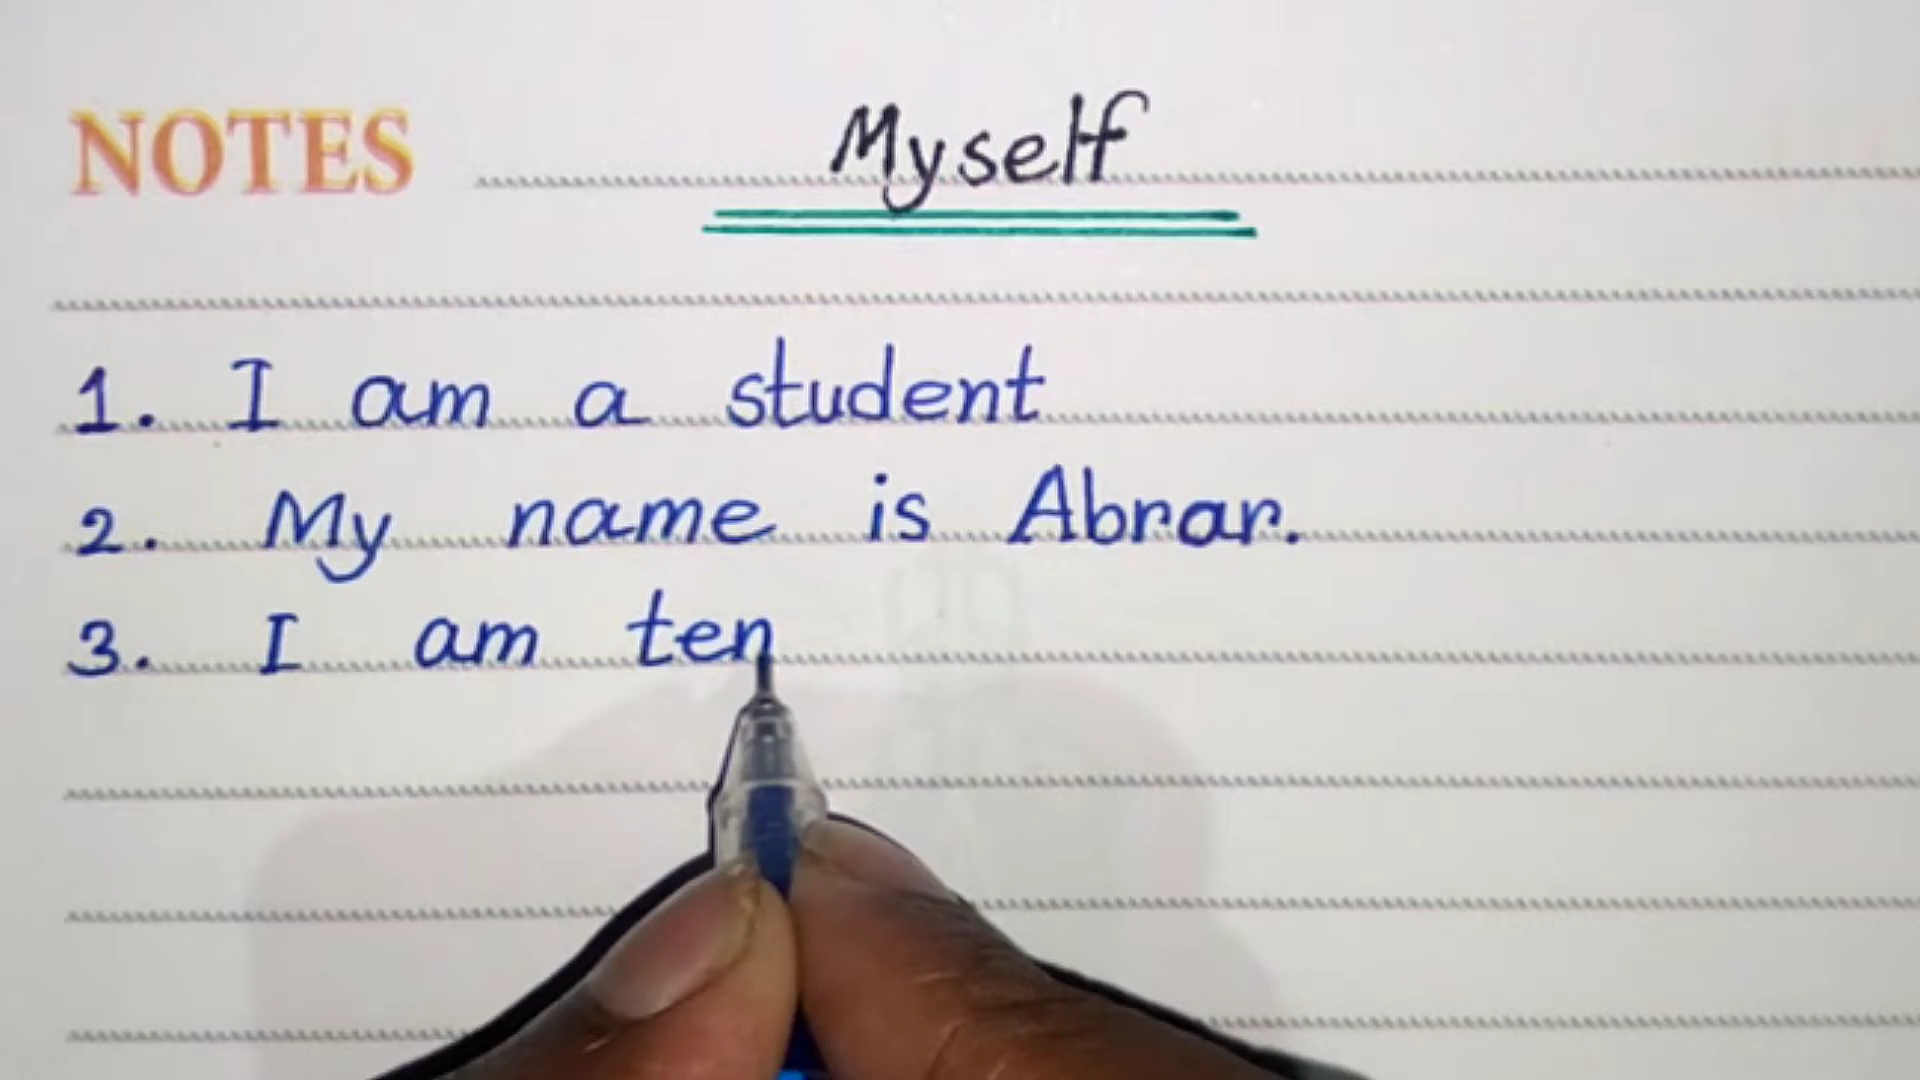 NOTES Myself
1. I am a student
2. My name is Abrar.
3. I am ten